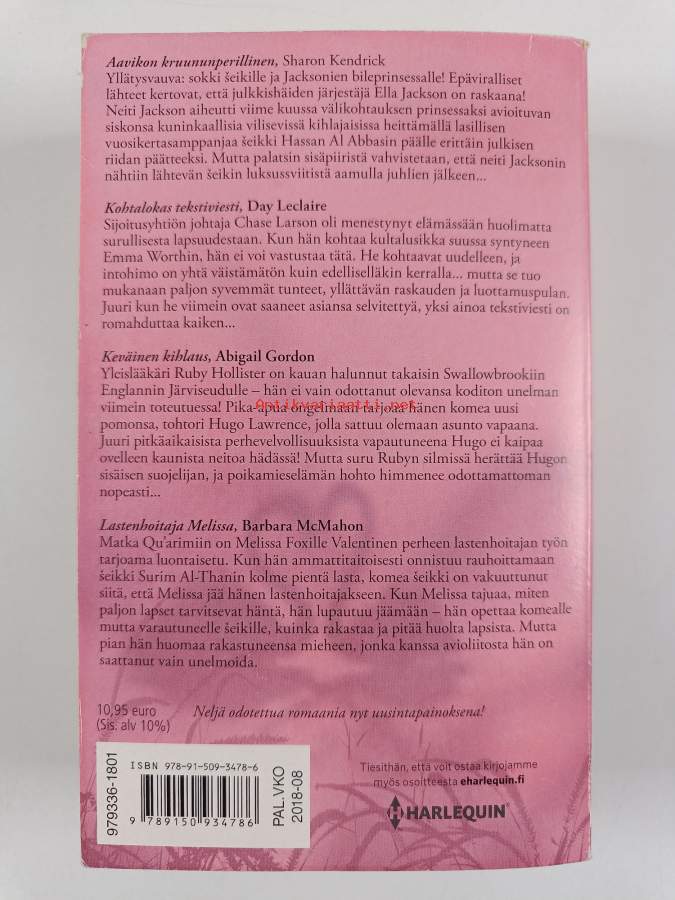 Aavikon kruununperillinen, Sharon Kendrick
Yllätysvauva: sokki šeikille ja Jacksonien bileprinsessalle! Epäviralliset
lähteet kertovat, että julkkishäiden järjestäjä Ella Jackson on raskaana!
Neiti Jackson aiheutti viime kuussa välikohtauksen prinsessaksi avioituvan
siskonsa kuninkaallisia vilisevissä kihlajaisissa heittämällä lasillisen
vuosikertasamppanjaa šeikki Hassan Al Abbasin päälle erittäin julkisen
riidan päätteeksi. Mutta palatsin sisäpiiristä vahvistetaan, että neiti Jacksonin
nähtiin lähtevän šeikin luksussviitistä aamulla juhlien jälkeen...
Kohtalokas tekstiviesti, Day Leclaire
Sijoitusyhtiön johtaja Chase Larson oli menestynyt elämässään huolimatta
surullisesta lapsuudestaan. Kun hän kohtaa kultalusikka suussa syntyneen
Emma Worthin, hän ei voi vastustaa tätä. He kohtaavat uudelleen, ja
intohimo on yhtä väistämätön kuin edelliselläkin kerralla... mutta se tuo
mukanaan paljon syvemmät tunteet, yllättävän raskauden ja luottamuspulan.
Juuri kun he viimein ovat saaneet asiansa selvitettyä, yksi ainoa tekstiviesti on
romahduttaa kaiken...
Keväinen kihlaus, Abigail Gordon
Yleislääkäri Ruby Hollister on kauan halunnut takaisin Swallowbrookiin
Englannin Järviseudulle – hän ei vain odottanut olevansa koditon unelman
viimein toteutuessa! Pika-apua ongelmaan tarjoaa hänen komea uusi
Antikvariaatti.net
pomonsa, tohtori Hugo Lawrence, jolla sattuu olemaan asunto vapaana.
Juuri pitkäaikaisista perhevelvollisuuksista vapautuneena Hugo ei kaipaa
ovelleen kaunista neitoa hädässä! Mutta suru Rubyn silmissä herättää Hugon
sisäisen suojelijan, ja poikamieselämän hohto himmenee odottamattoman
nopeasti...
Lastenhoitaja Melissa, Barbara McMahon
Matka Qu'arimiin on Melissa Foxille Valentinen perheen lastenhoitajan työn
tarjoama luontaisetu. Kun hän ammattitaitoisesti onnistuu rauhoittamaan
šeikki Surim Al-Thanin kolme pientä lasta, komea šeikki on vakuuttunut
siitä, että Melissa jää hänen lastenhoitajakseen. Kun Melissa tajuaa, miten
paljon lapset tarvitsevat häntä, hän lupautuu jäämään – hän opettaa komealle
mutta varautuneelle šeikille, kuinka rakastaa ja pitää huolta lapsista. Mutta
pian hän huomaa rakastuneensa mieheen, jonka kanssa avioliitosta hän on
saattanut vain unelmoida.
10,95 euro
(Sis. alv 10%)
Neljä odotettua romaania nyt uusintapainoksena!
979336-1801
ISBN 978-91-509-3478-6
9 789150 934786
PAL.VKO
2018-08
Tiesithän, että voit ostaa kirjojamme
myös osoitteesta eharlequin.fi
HARLEQUIN